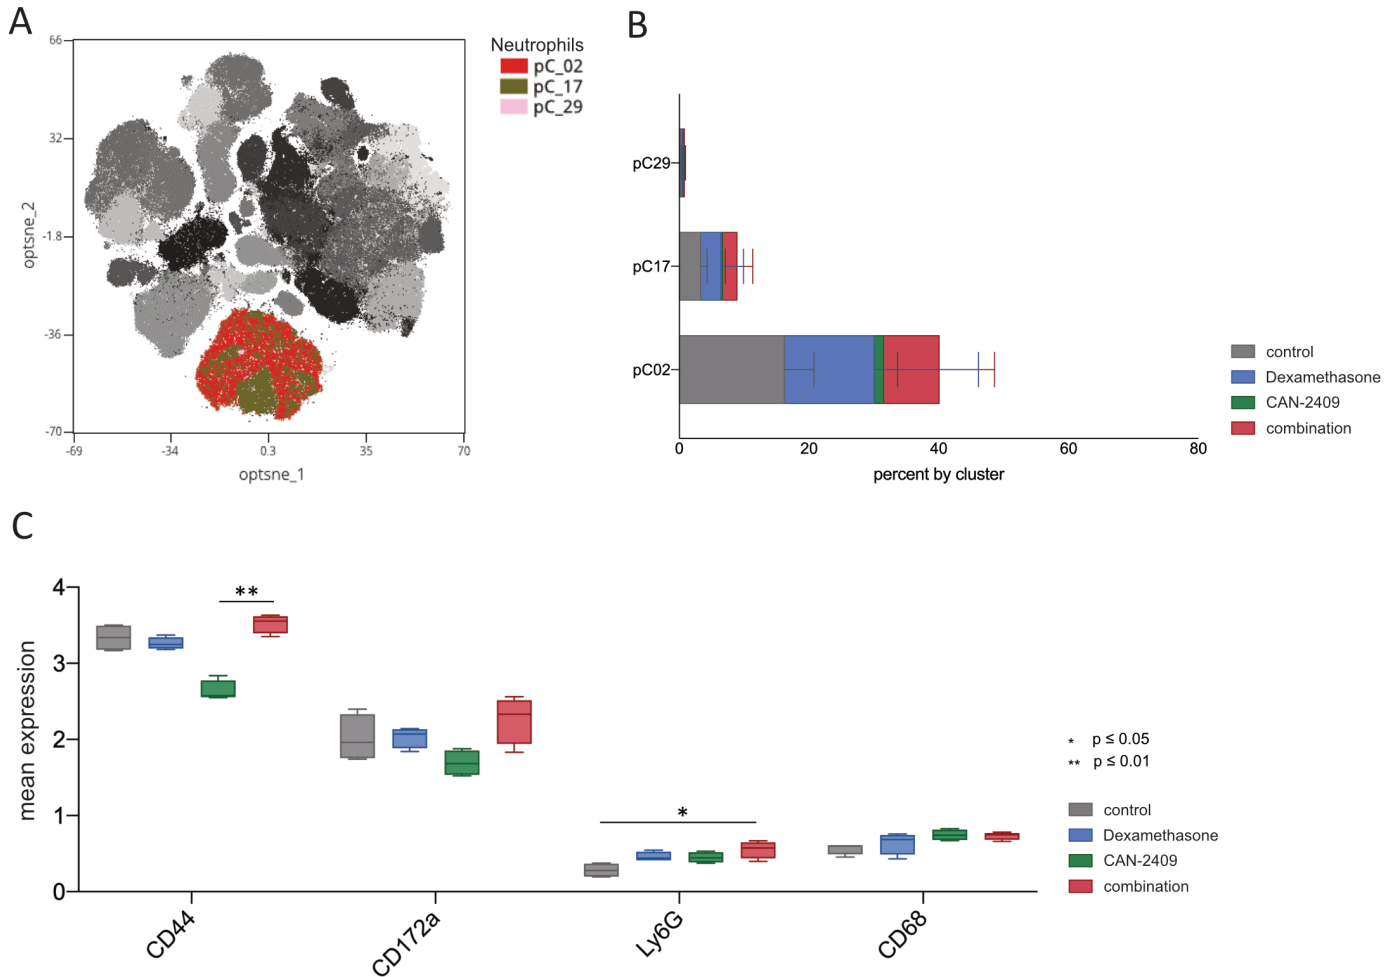 A
66
32
-1.8
-36
-70
optsne_2
-69
-34
0.3
35
70
optsne_1
Neutrophils
pC_02
pC_17
pC_29
B
pC29
pC17
pC02
0
20
40
60
80
percent by cluster
control
Dexamethasone
CAN-2409
combination
C
4
3
2
1
0
mean expression
**
*
CD44
CD172a
Ly6G
CD68
* p ≤ 0.05
** p ≤ 0.01
control
Dexamethasone
CAN-2409
combination